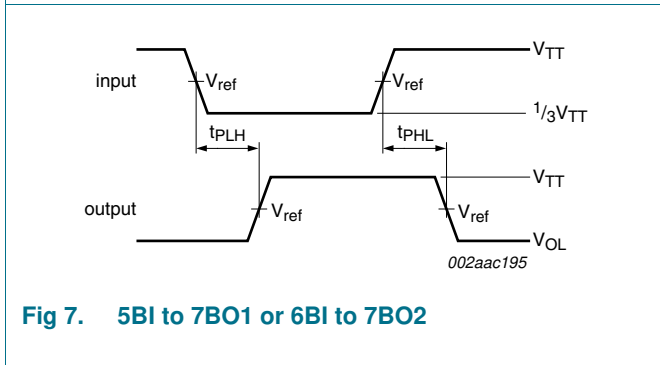 V_TT
input V_ref V_ref
1/3V_TT
t_PLH t_PHL
V_TT
output V_ref V_ref
V_OL
002aac195
Fig 7. 5BI to 7BO1 or 6BI to 7BO2